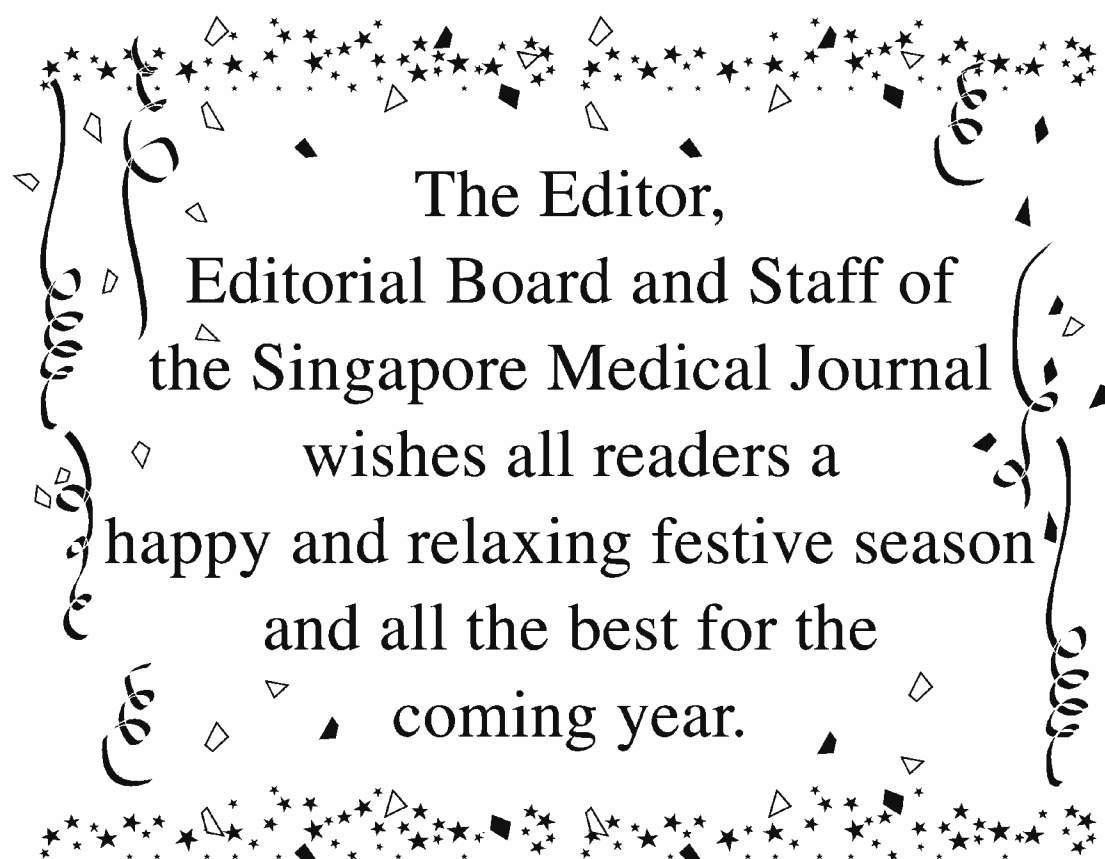 The Editor,
Editorial Board and Staff of
the Singapore Medical Journal
wishes all readers a
happy and relaxing festive season
and all the best for the
coming year.